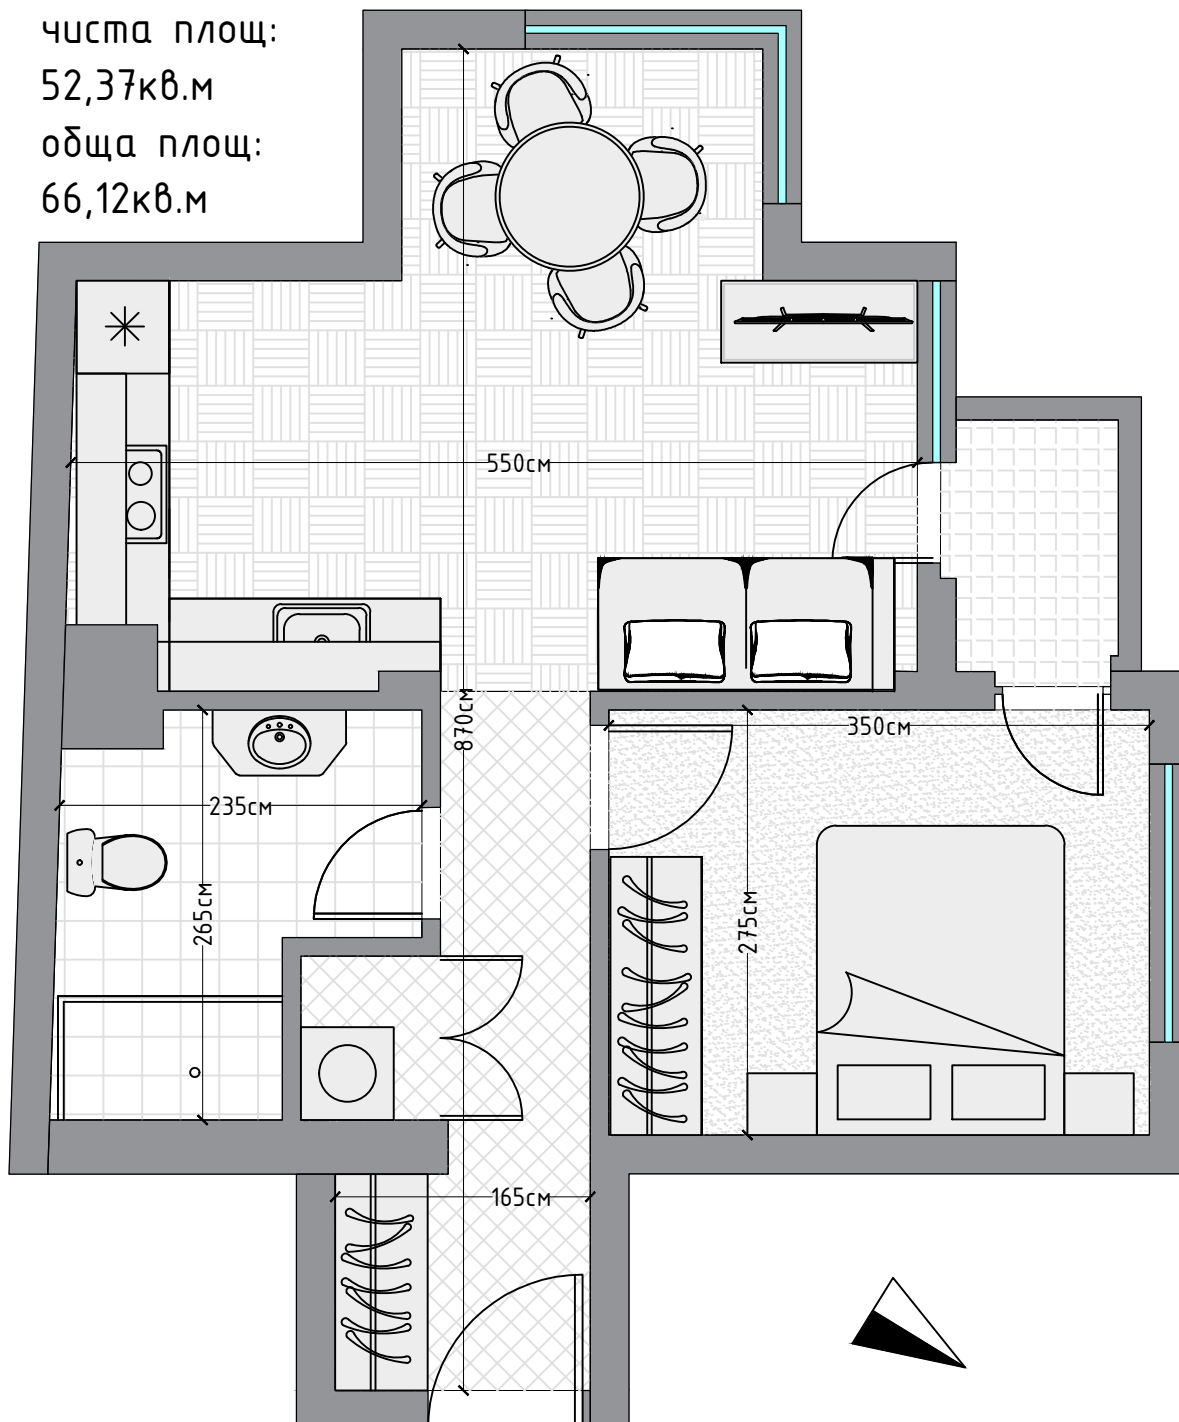 чиста площ:
52,37кв.м
обща площ:
66,12кв.м
550см
870см
350см
235см
265см
275см
165см